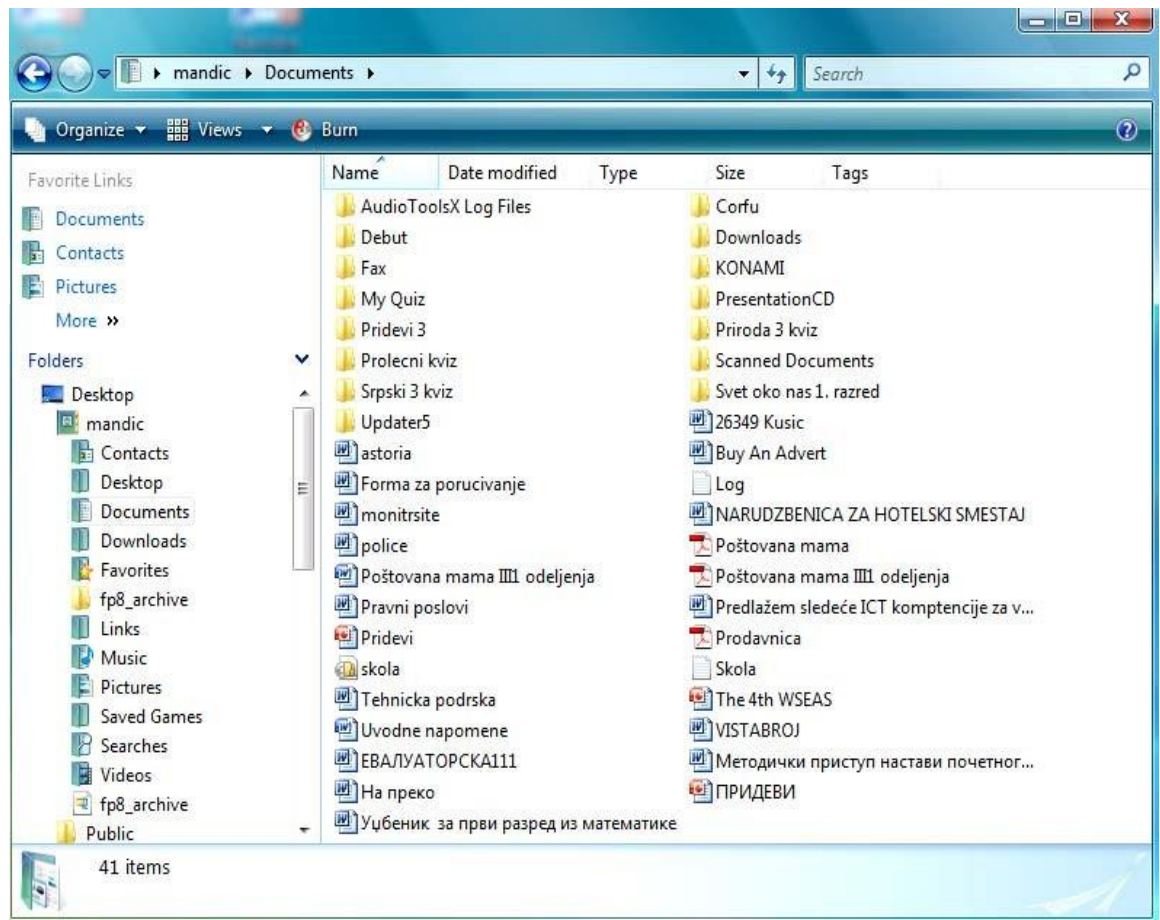 mandic Documents Search
Organize Views Burn
Favorite Links
Documents
Contacts
Pictures
More »
Folders
Desktop
mandic
Contacts
Desktop
Documents
Downloads
Favorites
fp8_archive
Links
Music
Pictures
Saved Games
Searches
Videos
fp8_archive
Public
Name Date modified Type Size Tags
AudioToolsX Log Files Corfu
Debut Downloads
Fax KONAMI
My Quiz PresentationCD
Pridevi 3 Priroda 3 kviz
Prolecni kviz Scanned Documents
Srpski 3 kviz Svet oko nas 1. razred
Updater5 26349 Kusic
astoria Buy An Advert
Forma za porucivanje Log
monitrsite NARUDZBENICA ZA HOTELSKI SMESTAJ
police Poštovana mama
Poštovana mama III1 odeljenja Poštovana mama III1 odeljenja
Pravni poslovi Predlažem sledeće ICT komptencije za v...
Pridevi Prodavnica
skola Skola
Tehnicka podrska The 4th WSEAS
Uvodne napomene VISTABROJ
ЕВАЛУАТОРСКА111 Методички приступ настави почетног...
На преко ПРИДЕВИ
Уџбеник за први разред из математике
41 items